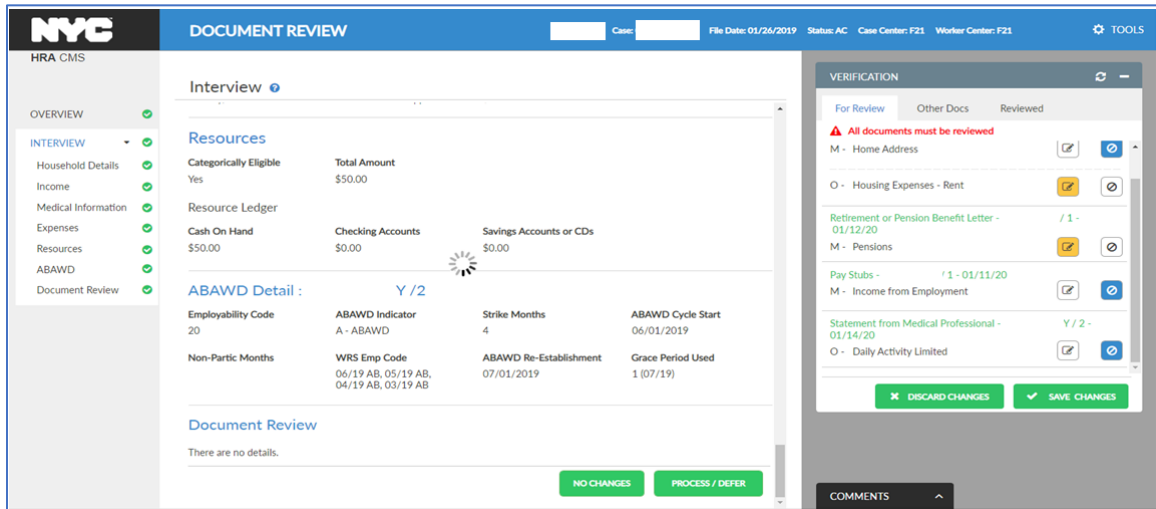 NYC
DOCUMENT REVIEW
Case:
File Date: 01/26/2019 Status: AC Case Center: F21 Worker Center: F21
TOOLS
HRA CMS
OVERVIEW
INTERVIEW
Household Details
Income
Medical Information
Expenses
Resources
ABAWD
Document Review
Interview
Resources
Categorically Eligible Total Amount
Yes $50.00
Resource Ledger
Cash On Hand Checking Accounts Savings Accounts or CDs
$50.00 $0.00 $0.00
ABAWD Detail : Y /2
Employability Code ABAWD Indicator Strike Months ABAWD Cycle Start
20 A - ABAWD 4 06/01/2019
Non-Partic Months WRS Emp Code ABAWD Re-Establishment Grace Period Used
06/19 AB, 05/19 AB, 07/01/2019 1 (07/19)
04/19 AB, 03/19 AB
Document Review
There are no details.
NO CHANGES PROCESS / DEFER
VERIFICATION
For Review Other Docs Reviewed
All documents must be reviewed
M - Home Address
O - Housing Expenses - Rent
Retirement or Pension Benefit Letter - / 1 -
01/12/20
M - Pensions
Pay Stubs - / 1 - 01/11/20
M - Income from Employment
Statement from Medical Professional - Y / 2 -
01/14/20
O - Daily Activity Limited
DISCARD CHANGES SAVE CHANGES
COMMENTS